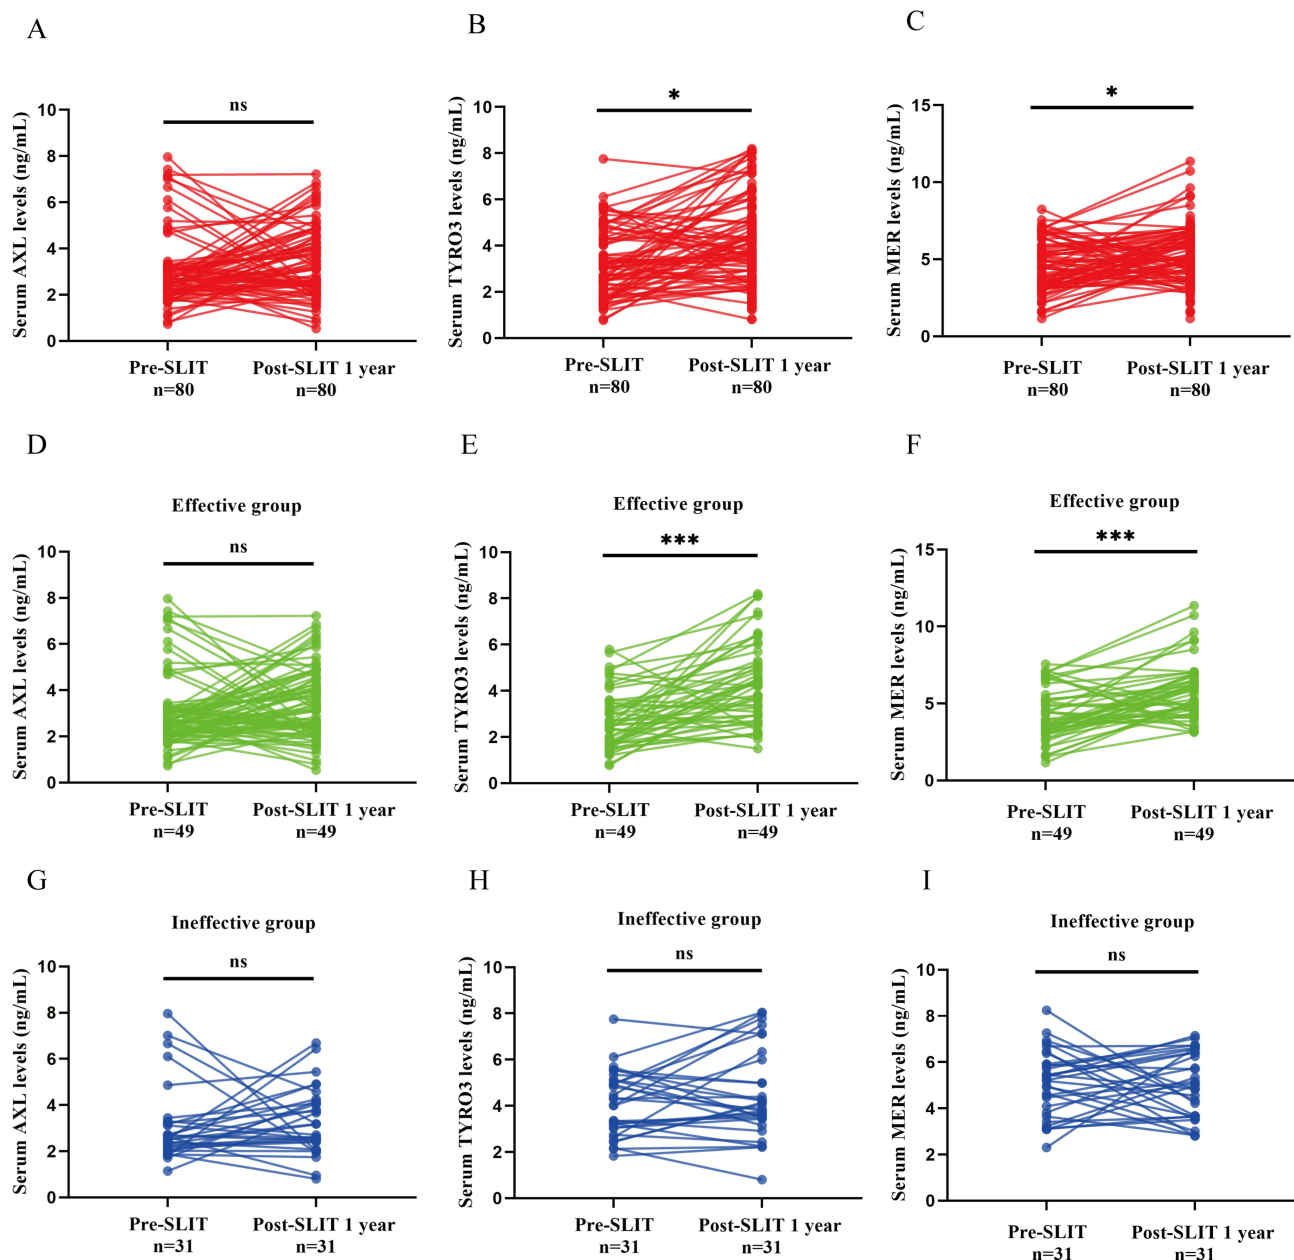 A
B
C
Serum AXL levels (ng/mL)
10
8
6
4
2
0
ns
Pre-SLIT
n=80
Post-SLIT 1 year
n=80
Serum TYRO3 levels (ng/mL)
10
8
6
4
2
0
*
Pre-SLIT
n=80
Post-SLIT 1 year
n=80
Serum MER levels (ng/mL)
15
10
5
0
*
Pre-SLIT
n=80
Post-SLIT 1 year
n=80
D
E
F
Effective group
ns
Serum AXL levels (ng/mL)
10
8
6
4
2
0
Pre-SLIT
n=49
Post-SLIT 1 year
n=49
Effective group
***
Serum TYRO3 levels (ng/mL)
10
8
6
4
2
0
Pre-SLIT
n=49
Post-SLIT 1 year
n=49
Effective group
***
Serum MER levels (ng/mL)
15
10
5
0
Pre-SLIT
n=49
Post-SLIT 1 year
n=49
G
H
I
Ineffective group
ns
Serum AXL levels (ng/mL)
10
8
6
4
2
0
Pre-SLIT
n=31
Post-SLIT 1 year
n=31
Ineffective group
ns
Serum TYRO3 levels (ng/mL)
10
8
6
4
2
0
Pre-SLIT
n=31
Post-SLIT 1 year
n=31
Ineffective group
ns
Serum MER levels (ng/mL)
10
8
6
4
2
0
Pre-SLIT
n=31
Post-SLIT 1 year
n=31